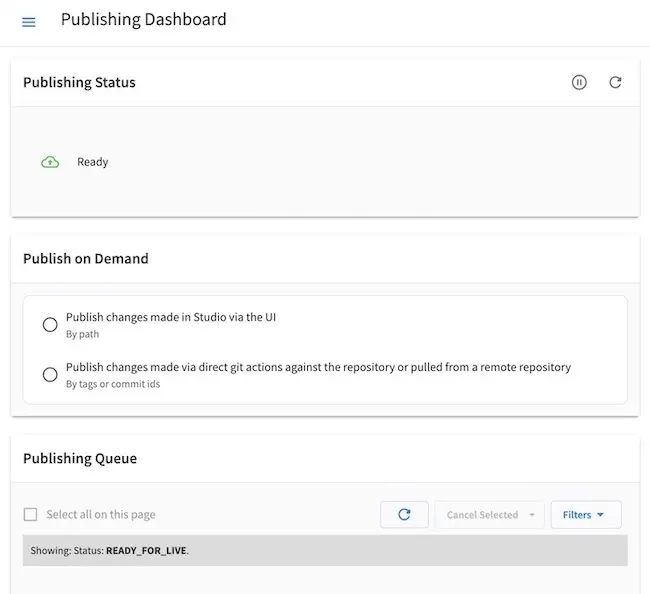 Publishing Dashboard
Publishing Status
Ready
Publish on Demand
Publish changes made in Studio via the UI
By path
Publish changes made via direct git actions against the repository or pulled from a remote repository
By tags or commit ids
Publishing Queue
Select all on this page
Cancel Selected
Filters
Showing: Status: READY_FOR_LIVE.